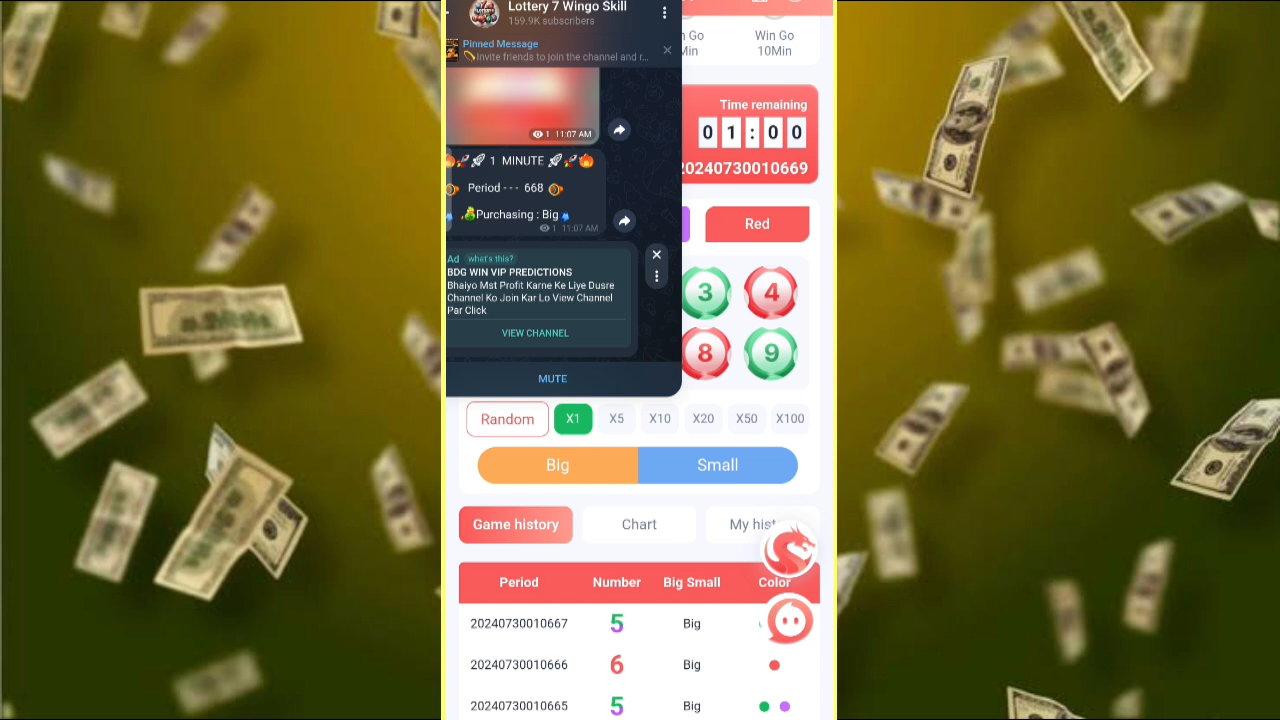 Lottery 7 Wingo Skill
159.9K subscribers
Pinned Message
Invite friends to join the channel and r...
n Go
Min
Win Go
10Min
Time remaining
0 1 : 0 0
20240730010669
1 11:07 AM
1 MINUTE
Period - - - 668
Purchasing : Big
1 11:07 AM
Ad what's this?
BDG WIN VIP PREDICTIONS
Bhaiyo Mst Profit Karne Ke Liye Dusre
Channel Ko Join Kar Lo View Channel
Par Click
VIEW CHANNEL
MUTE
Red
3 4
8 9
Random X1 X5 X10 X20 X50 X100
Big Small
Game history Chart My hist
Period Number Big Small Color
20240730010667 5 Big
20240730010666 6 Big
20240730010665 5 Big